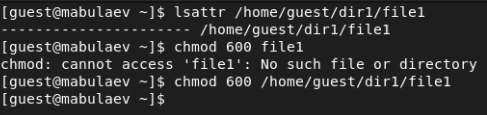 [guest@mabulaev ~]$ lsattr /home/guest/dir1/file1
---------------------- /home/guest/dir1/file1
[guest@mabulaev ~]$ chmod 600 file1
chmod: cannot access 'file1': No such file or directory
[guest@mabulaev ~]$ chmod 600 /home/guest/dir1/file1
[guest@mabulaev ~]$